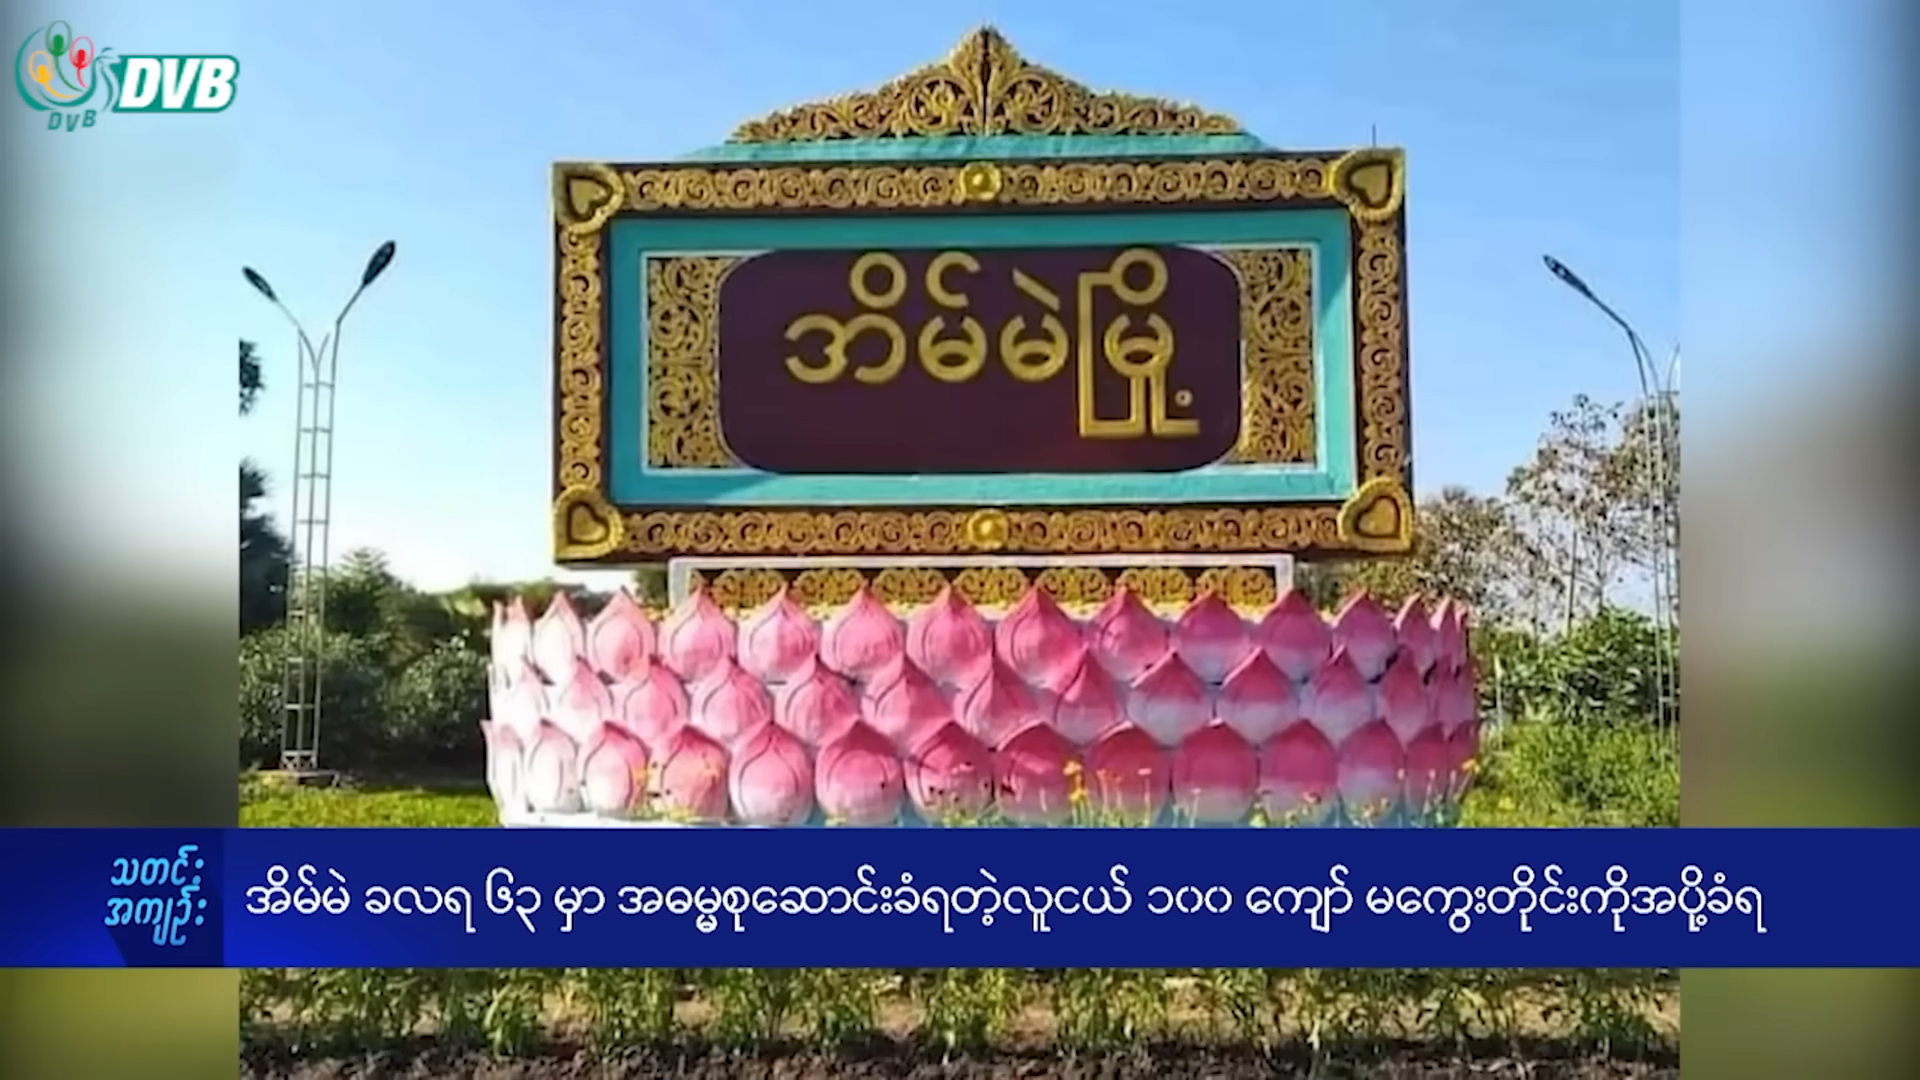 DVB
DVB
အိမ်မဲမြို့
သတင်း
အကျဉ်း
အိမ်မဲ ခလရ ၆၃ မှာ အဓမ္မစုဆောင်းခံရတဲ့လူငယ် ၁၀၀ ကျော် မကွေးတိုင်းကိုအပို့ခံရ